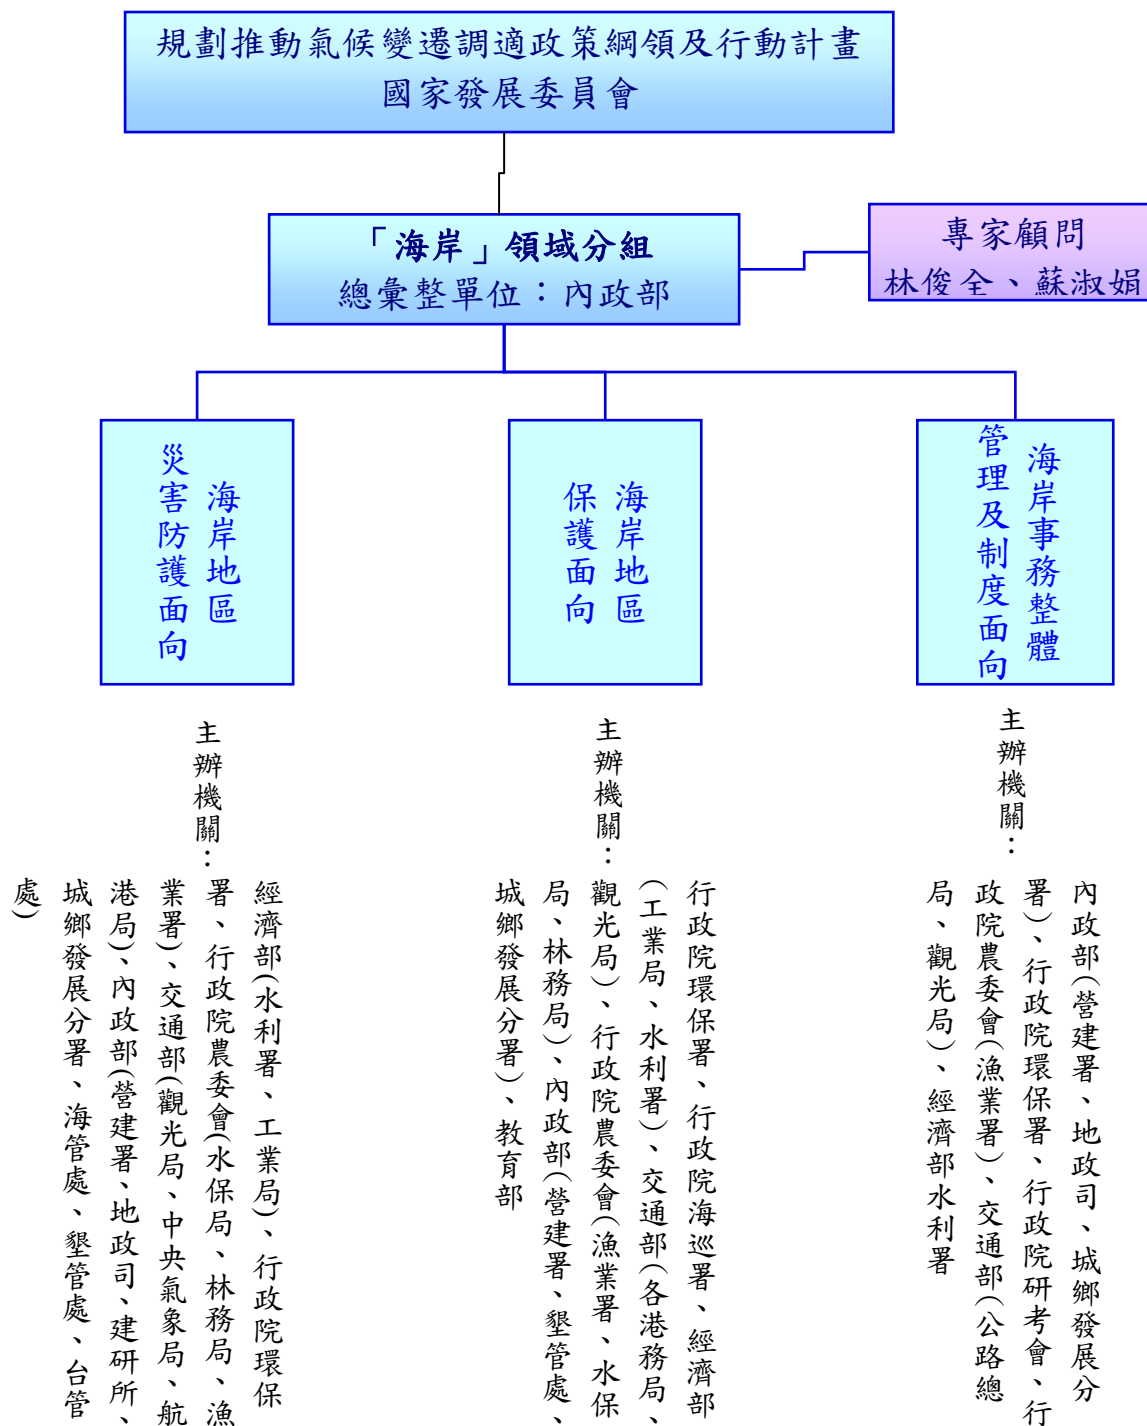 規劃推動氣候變遷調適政策綱領及行動計畫
國家發展委員會
「海岸」領域分組
總彙整單位：內政部
專家顧問
林俊全、蘇淑娟
海岸地區
災害防護面向
海岸地區
保護面向
海岸事務整體
管理及制度面向
主辦機關：
經濟部(水利署、工業局)、行政院環保
署、行政院農委會(水保局、林務局、漁
業署)、交通部(觀光局、中央氣象局、航
港局)、內政部(營建署、地政司、建研所、
城鄉發展分署、海管處、墾管處、台管
處)
主辦機關：
行政院環保署、行政院海巡署、經濟部
(工業局、水利署)、交通部(各港務局、
觀光局)、行政院農委會(漁業署、水保
局、林務局)、內政部(營建署、墾管處、
城鄉發展分署)、教育部
主辦機關：
內政部(營建署、地政司、城鄉發展分
署)、行政院環保署、行政院研考會、行
政院農委會(漁業署)、交通部(公路總
局、觀光局)、經濟部水利署